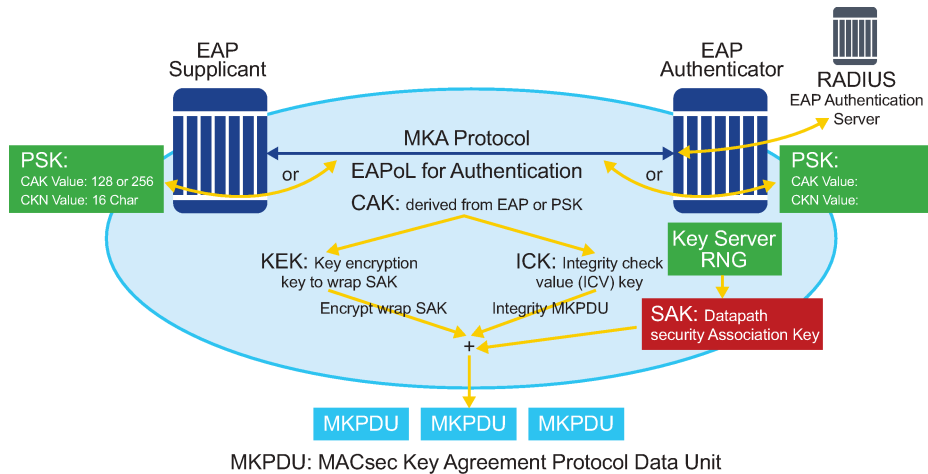 EAP
Supplicant
EAP
Authenticator
RADIUS
EAP Authentication
Server
MKA Protocol
PSK:
CAK Value: 128 or 256
CKN Value: 16 Char
or
EAPoL for Authentication
or
PSK:
CAK Value:
CKN Value:
CAK: derived from EAP or PSK
KEK: Key encryption
key to wrap SAK
ICK: Integrity check
value (ICV) key
Key Server
RNG
Encrypt wrap SAK
Integrity MKPDU
SAK: Datapath
security Association Key
+
MKPDU
MKPDU
MKPDU
MKPDU: MACsec Key Agreement Protocol Data Unit